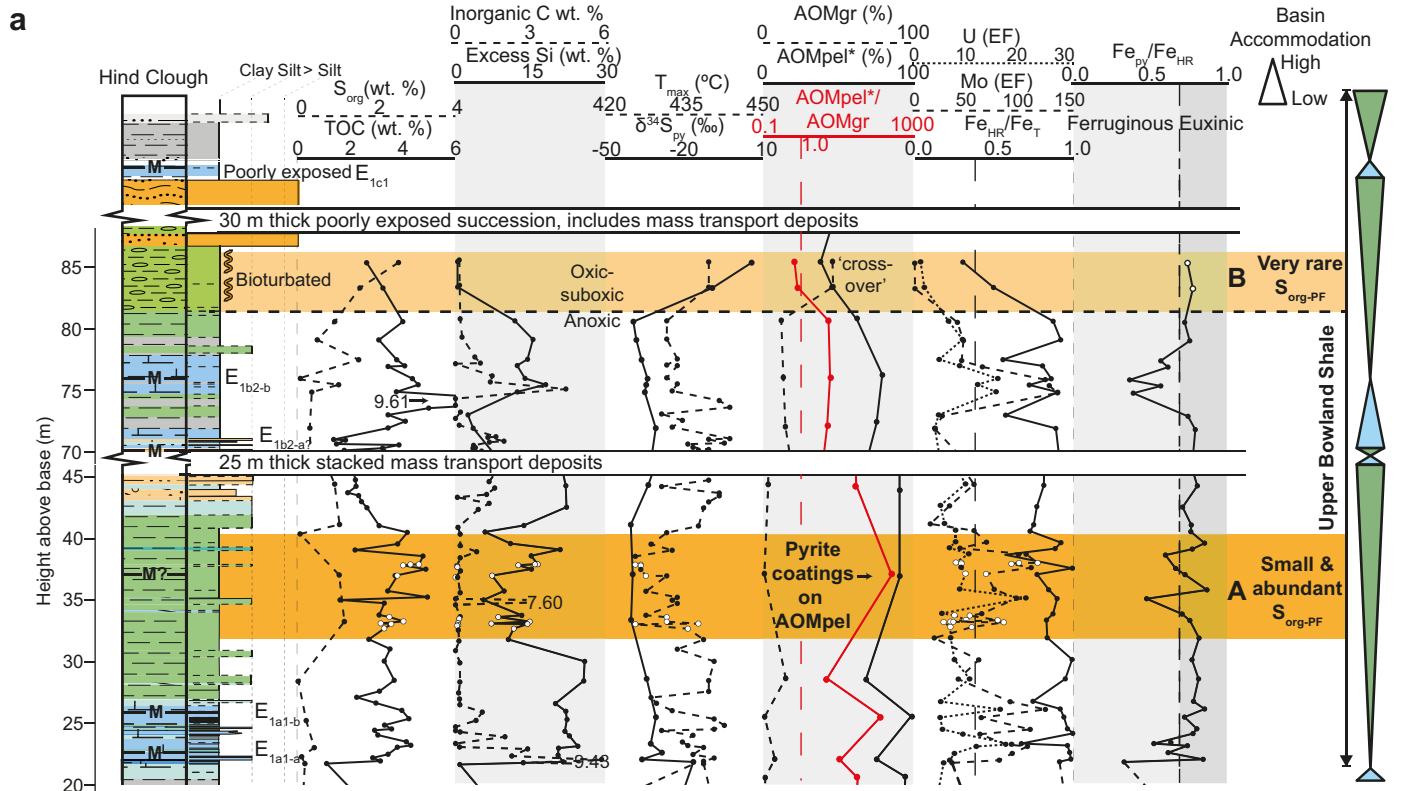 a
Hind Clough
Clay Silt> Silt
S_org (wt. %)
0 2 4
TOC (wt. %)
0 2 4 6
Inorganic C wt. %
0 3 6
Excess Si (wt. %)
0 15 30
T_max (ºC)
420 435 450
δ34S_py (‰)
-50 -20 10
AOMgr (%)
0 100
AOMpel* (%)
0 100
AOMpel*/
AOMgr
0.1 1.0 1000
U (EF)
0 10 20 30
Mo (EF)
0 50 100 150
Fe_HR/Fe_T
0.0 0.5 1.0
Fe_py/Fe_HR
0.0 0.5 1.0
Ferruginous Euxinic
Basin
Accommodation
High
Low
M
Poorly exposed E_1c1
30 m thick poorly exposed succession, includes mass transport deposits
Bioturbated
Oxic-
suboxic
Anoxic
'cross-
over'
B
Very rare
S_org-PF
M
E_1b2-b
9.61
E_1b2-a?
M
25 m thick stacked mass transport deposits
M?
7.60
Pyrite
coatings
on
AOMpel
A
Small &
abundant
S_org-PF
M
E_1a1-b
M
E_1a1-a
9.43
Height above base (m)
85
80
75
70
45
40
35
30
25
20
Upper Bowland Shale